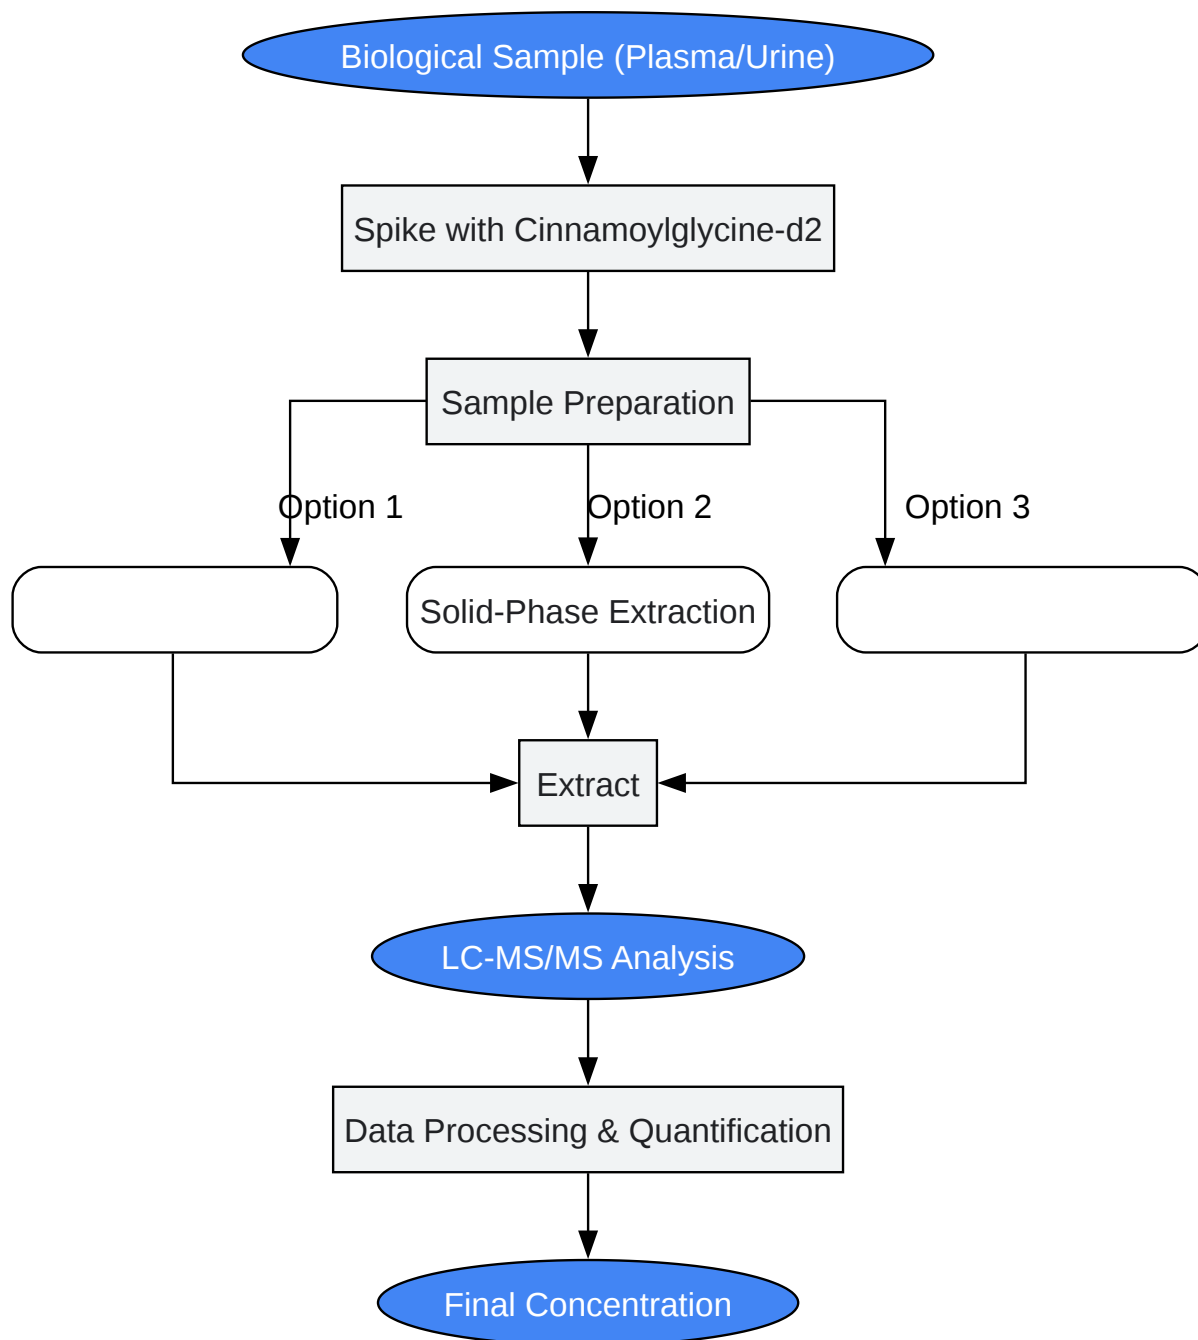 Biological Sample (Plasma/Urine)
Spike with Cinnamoylglycine-d2
Sample Preparation
Option 1
Option 2
Option 3
Solid-Phase Extraction
Extract
LC-MS/MS Analysis
Data Processing & Quantification
Final Concentration